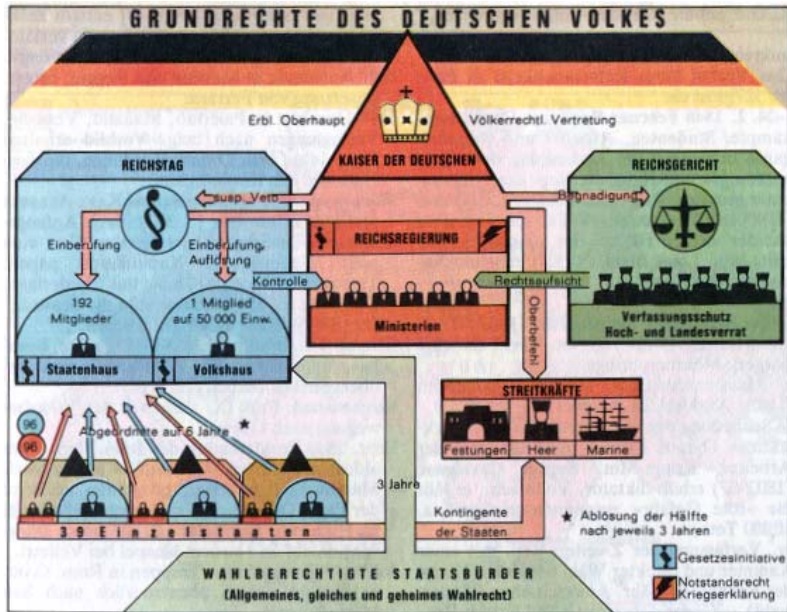 GRUNDRECHTE DES DEUTSCHEN VOLKES
Erbl. Oberhaupt
Völkerrechtl. Vertretung
KAISER DER DEUTSCHEN
REICHSTAG
REICHSGERICHT
susp. Veto
Begnadigung
Einberufung
Einberufung,
Auflösung
REICHSREGIERUNG
Kontrolle
Rechtsaufsicht
192
Mitglieder
1 Mitglied
auf 50 000 Einw.
Ministerien
Oberbefehl
Verfassungsschutz
Hoch- und Landesverrat
Staatenhaus
Volkshaus
STREITKRÄFTE
Festungen
Heer
Marine
96
96
Abgeordnete auf 6 Jahre ★
3 Jahre
Kontingente
der Staaten
★ Ablösung der Hälfte
nach jeweils 3 Jahren
39 Einzelstaaten
Gesetzesinitiative
Notstandsrecht
Kriegserklärung
WAHLBERECHTIGTE STAATSBÜRGER
(Allgemeines, gleiches und geheimes Wahlrecht)